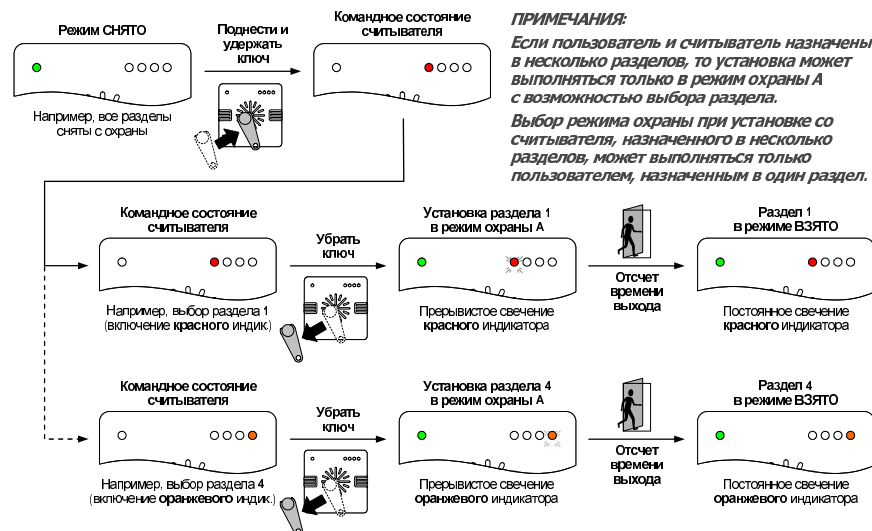 Режим СНЯТО
Поднести и
удержать
ключ
Командное состояние
считывателя
Например, все разделы
сняты с охраны
ПРИМЕЧАНИЯ:
Если пользователь и считыватель назначены
в несколько разделов, то установка может
выполняться только в режим охраны А
с возможностью выбора раздела.
Выбор режима охраны при установке со
считывателя, назначенного в несколько
разделов, может выполняться только
пользователем, назначенным в один раздел.
Командное состояние
считывателя
Убрать
ключ
Установка раздела 1
в режим охраны А
Раздел 1
в режиме ВЗЯТО
Например, выбор раздела 1
(включение красного индик.)
Прерывистое свечение
красного индикатора
Отсчет
времени
выхода
Постоянное свечение
красного индикатора
Командное состояние
считывателя
Убрать
ключ
Установка раздела 4
в режим охраны А
Раздел 4
в режиме ВЗЯТО
Например, выбор раздела 4
(включение оранжевого индик.)
Прерывистое свечение
оранжевого индикатора
Отсчет
времени
выхода
Постоянное свечение
оранжевого индикатора